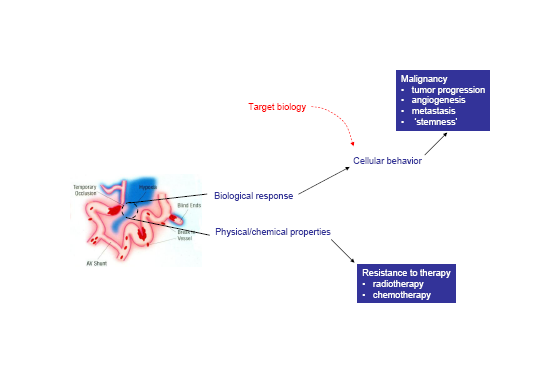 Malignancy
• tumor progression
• angiogenesis
• metastasis
• 'stemness'
Target biology
Cellular behavior
Temporary
Occlusion
Hypoxia
Biological response
Blind Ends
Physical/chemical properties
Vessel
AV Shunt
Resistance to therapy
• radiotherapy
• chemotherapy